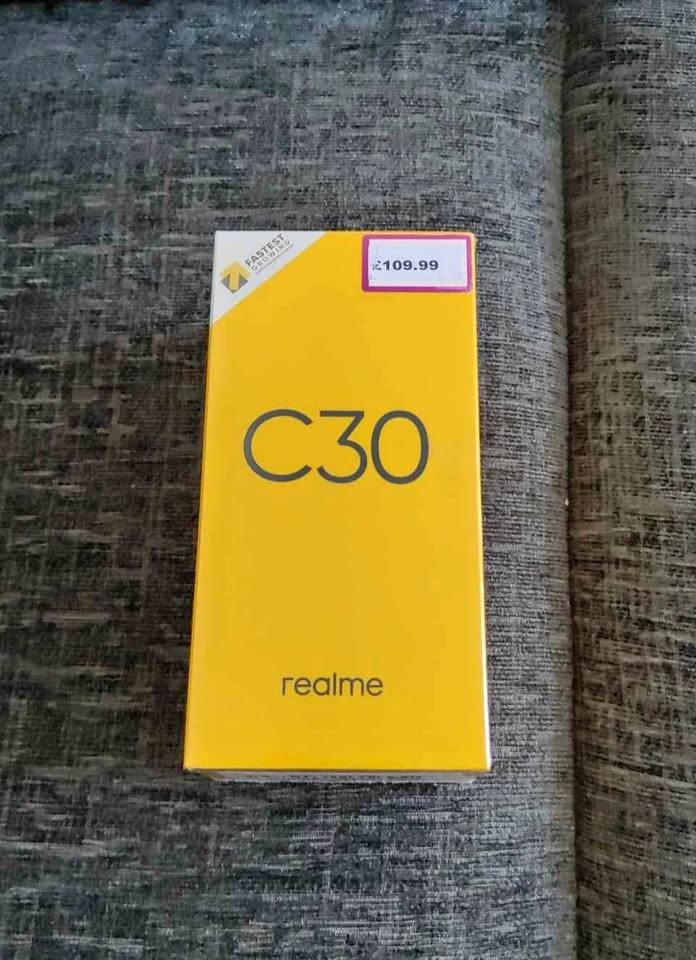 FASTEST
GROWING
£109.99
C30
realme